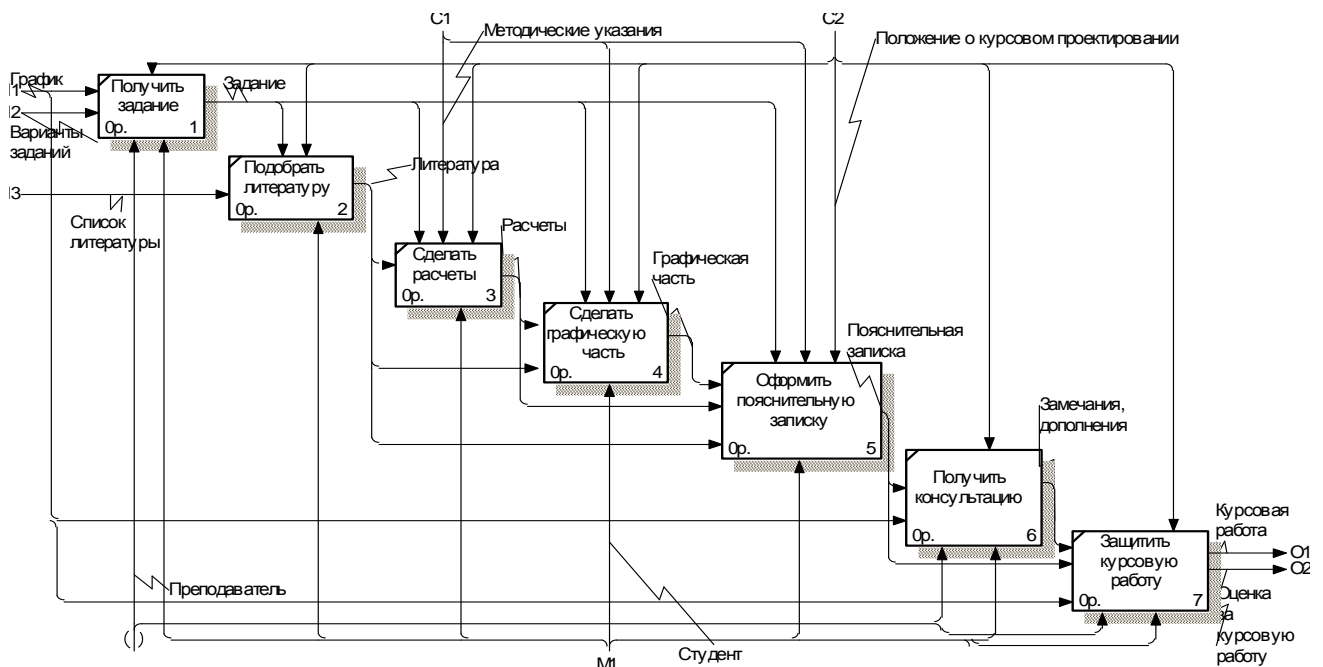 C1
C2
Методические указания
Положение о курсовом проектировании
График
I1
I2
Варианты
заданий
Получить
задание
0р. 1
Задание
Подобрать
литературу
0р. 2
Литература
I3
Список
литературы
Сделать
расчеты
0р. 3
Расчеты
Графическая
часть
Сделать
графическую
часть
0р. 4
Пояснительная
записка
Оформить
пояснительную
записку
0р. 5
Замечания,
дополнения
Получить
консультацию
0р. 6
Курсовая
работа
Защитить
курсовую
работу
0р. 7
O1
O2
Преподаватель
Оценка
за
курсовую
работу
( )
M1
Студент